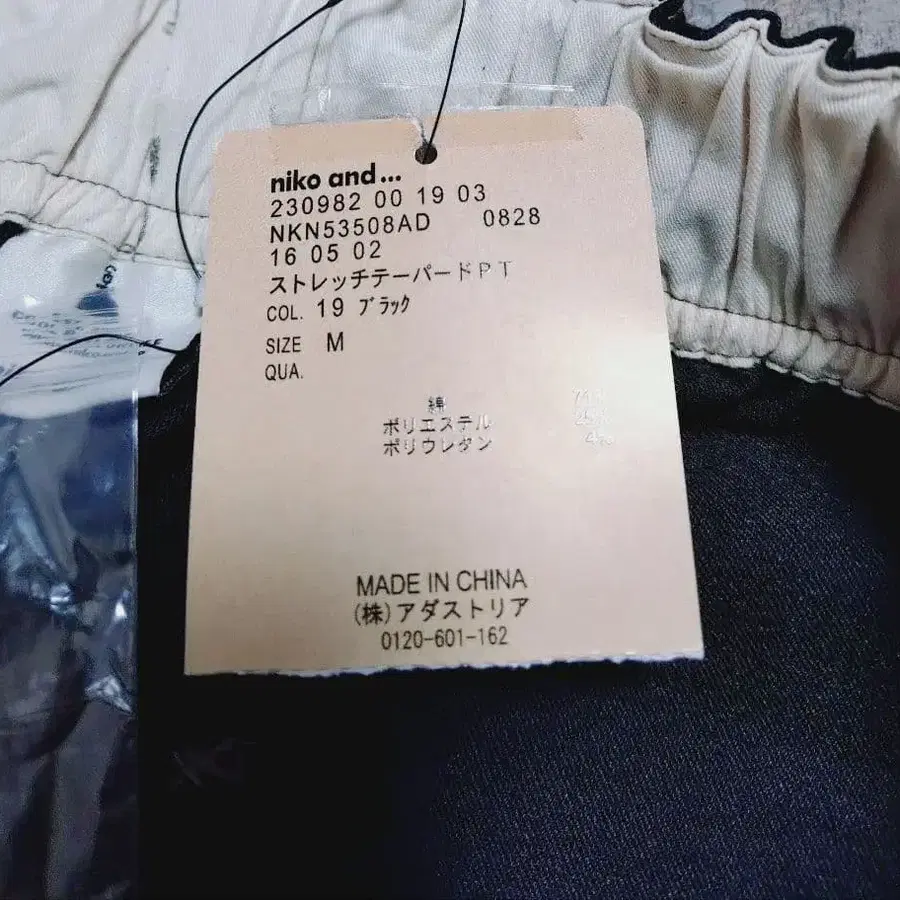 niko and...
230982 00 19 03
NKN53508AD 0828
16 05 02
ストレッチテーパードPT
COL. 19 ブラック
SIZE M
QUA.
綿
ポリエステル
ポリウレタン
MADE IN CHINA
(株)アダストリア
0120-601-162